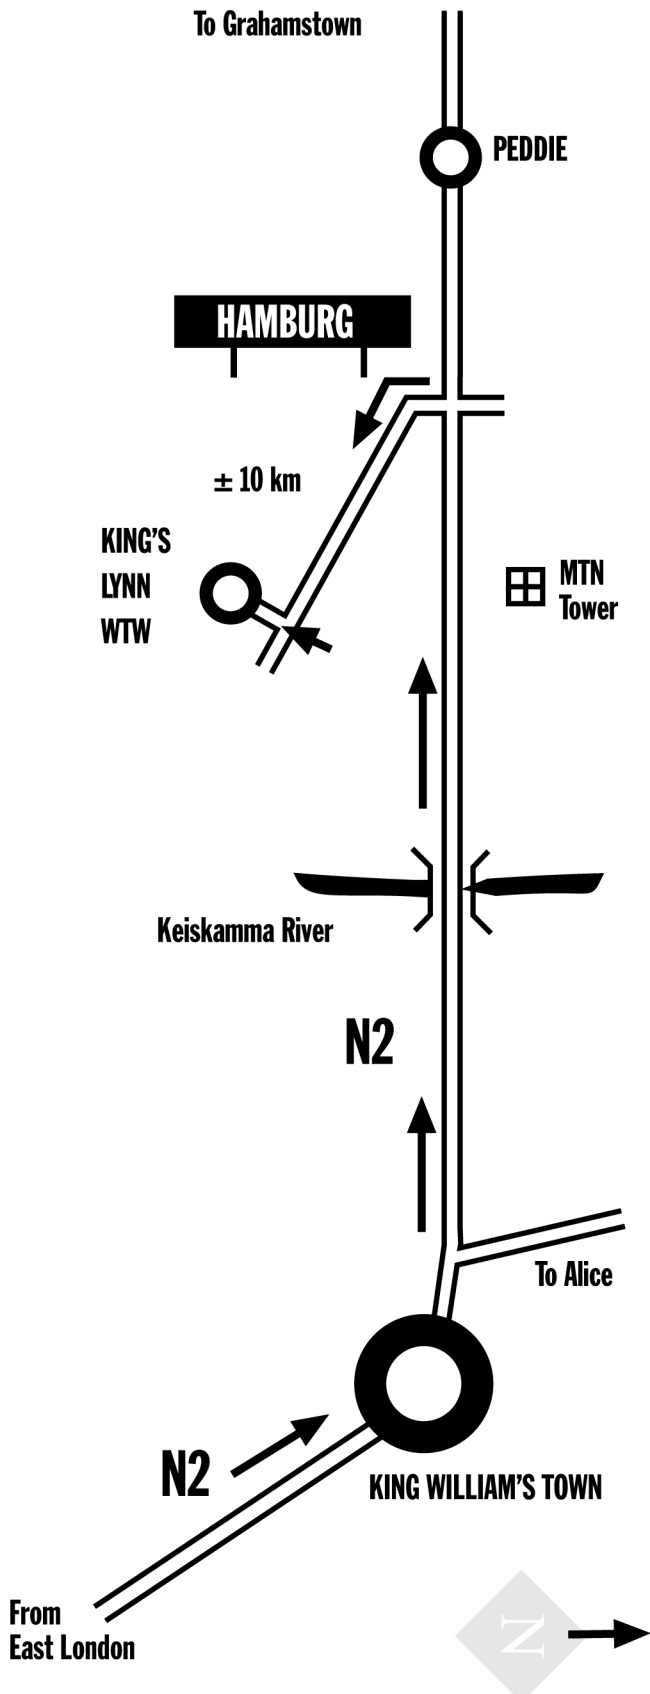 To Grahamstown
PEDDIE
HAMBURG
± 10 km
KING'S
LYNN
WTW
MTN
Tower
Keiskamma River
N2
To Alice
N2
KING WILLIAM'S TOWN
From
East London
N